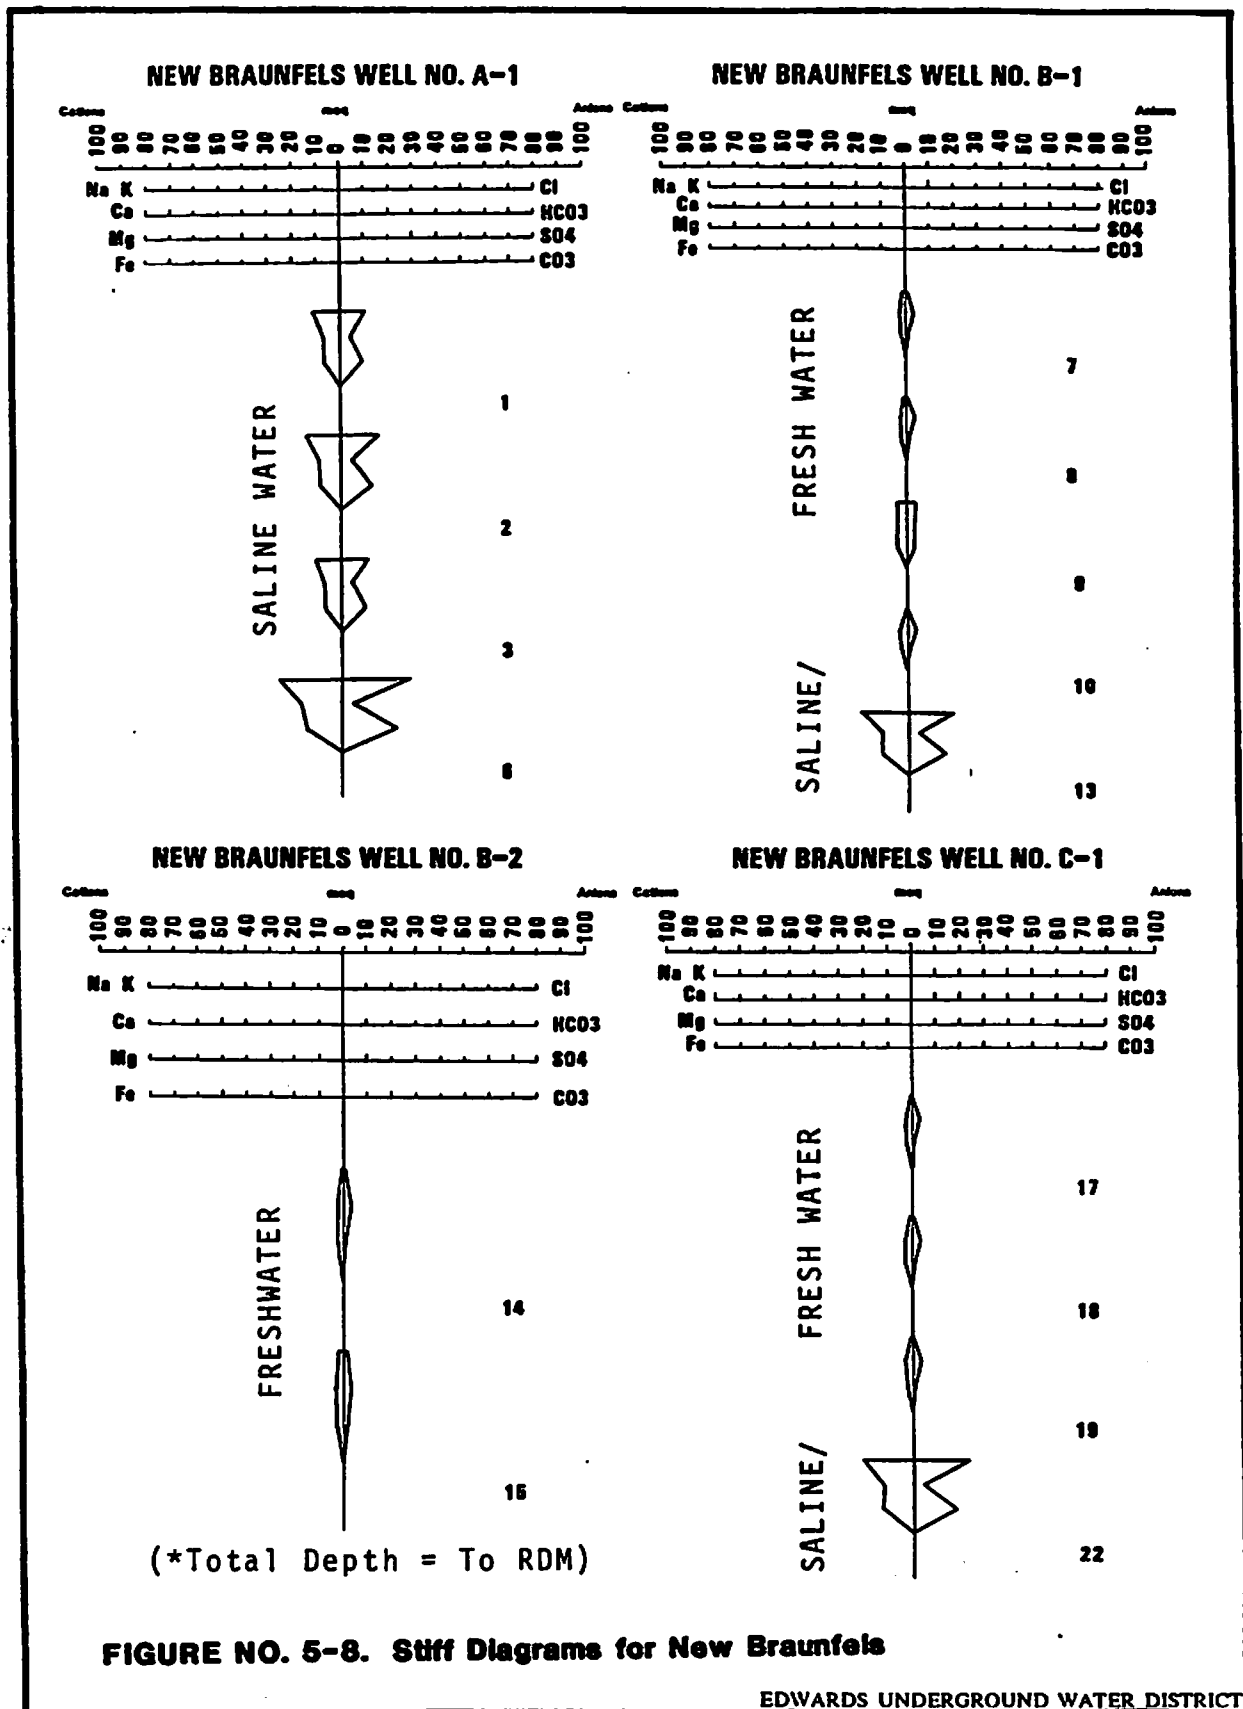 NEW BRAUNFELS WELL NO. A-1
Cations meq Anions
100 90 80 70 60 50 40 30 20 10 0 10 20 30 40 50 60 70 80 90 100
Na K Cl
Ca HCO3
Mg SO4
Fe CO3
SALINE WATER
1
2
3
6
NEW BRAUNFELS WELL NO. B-1
Cations meq Anions
100 90 80 70 60 50 40 30 20 10 0 10 20 30 40 50 60 70 80 90 100
Na K Cl
Ca HCO3
Mg SO4
Fe CO3
FRESH WATER
SALINE/
7
8
9
10
13
NEW BRAUNFELS WELL NO. B-2
Cations meq Anions
100 90 80 70 60 50 40 30 20 10 0 10 20 30 40 50 60 70 80 90 100
Na K Cl
Ca HCO3
Mg SO4
Fe CO3
FRESHWATER
14
15
(*Total Depth = To RDM)
NEW BRAUNFELS WELL NO. C-1
Cations meq Anions
100 90 80 70 60 50 40 30 20 10 0 10 20 30 40 50 60 70 80 90 100
Na K Cl
Ca HCO3
Mg SO4
Fe CO3
FRESH WATER
SALINE/
17
18
19
22
FIGURE NO. 5-8. Stiff Diagrams for New Braunfels
EDWARDS UNDERGROUND WATER DISTRICT